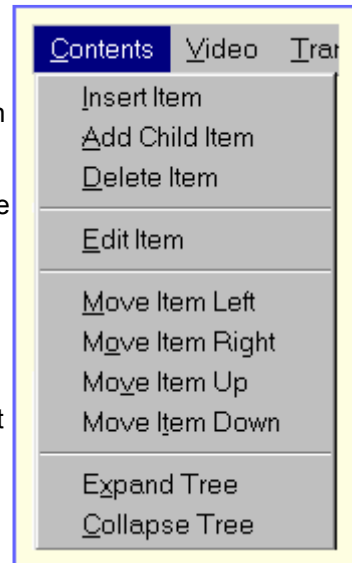 Contents Video Tran
Insert Item
Add Child Item
Delete Item
Edit Item
Move Item Left
Move Item Right
Move Item Up
Move Item Down
Expand Tree
Collapse Tree